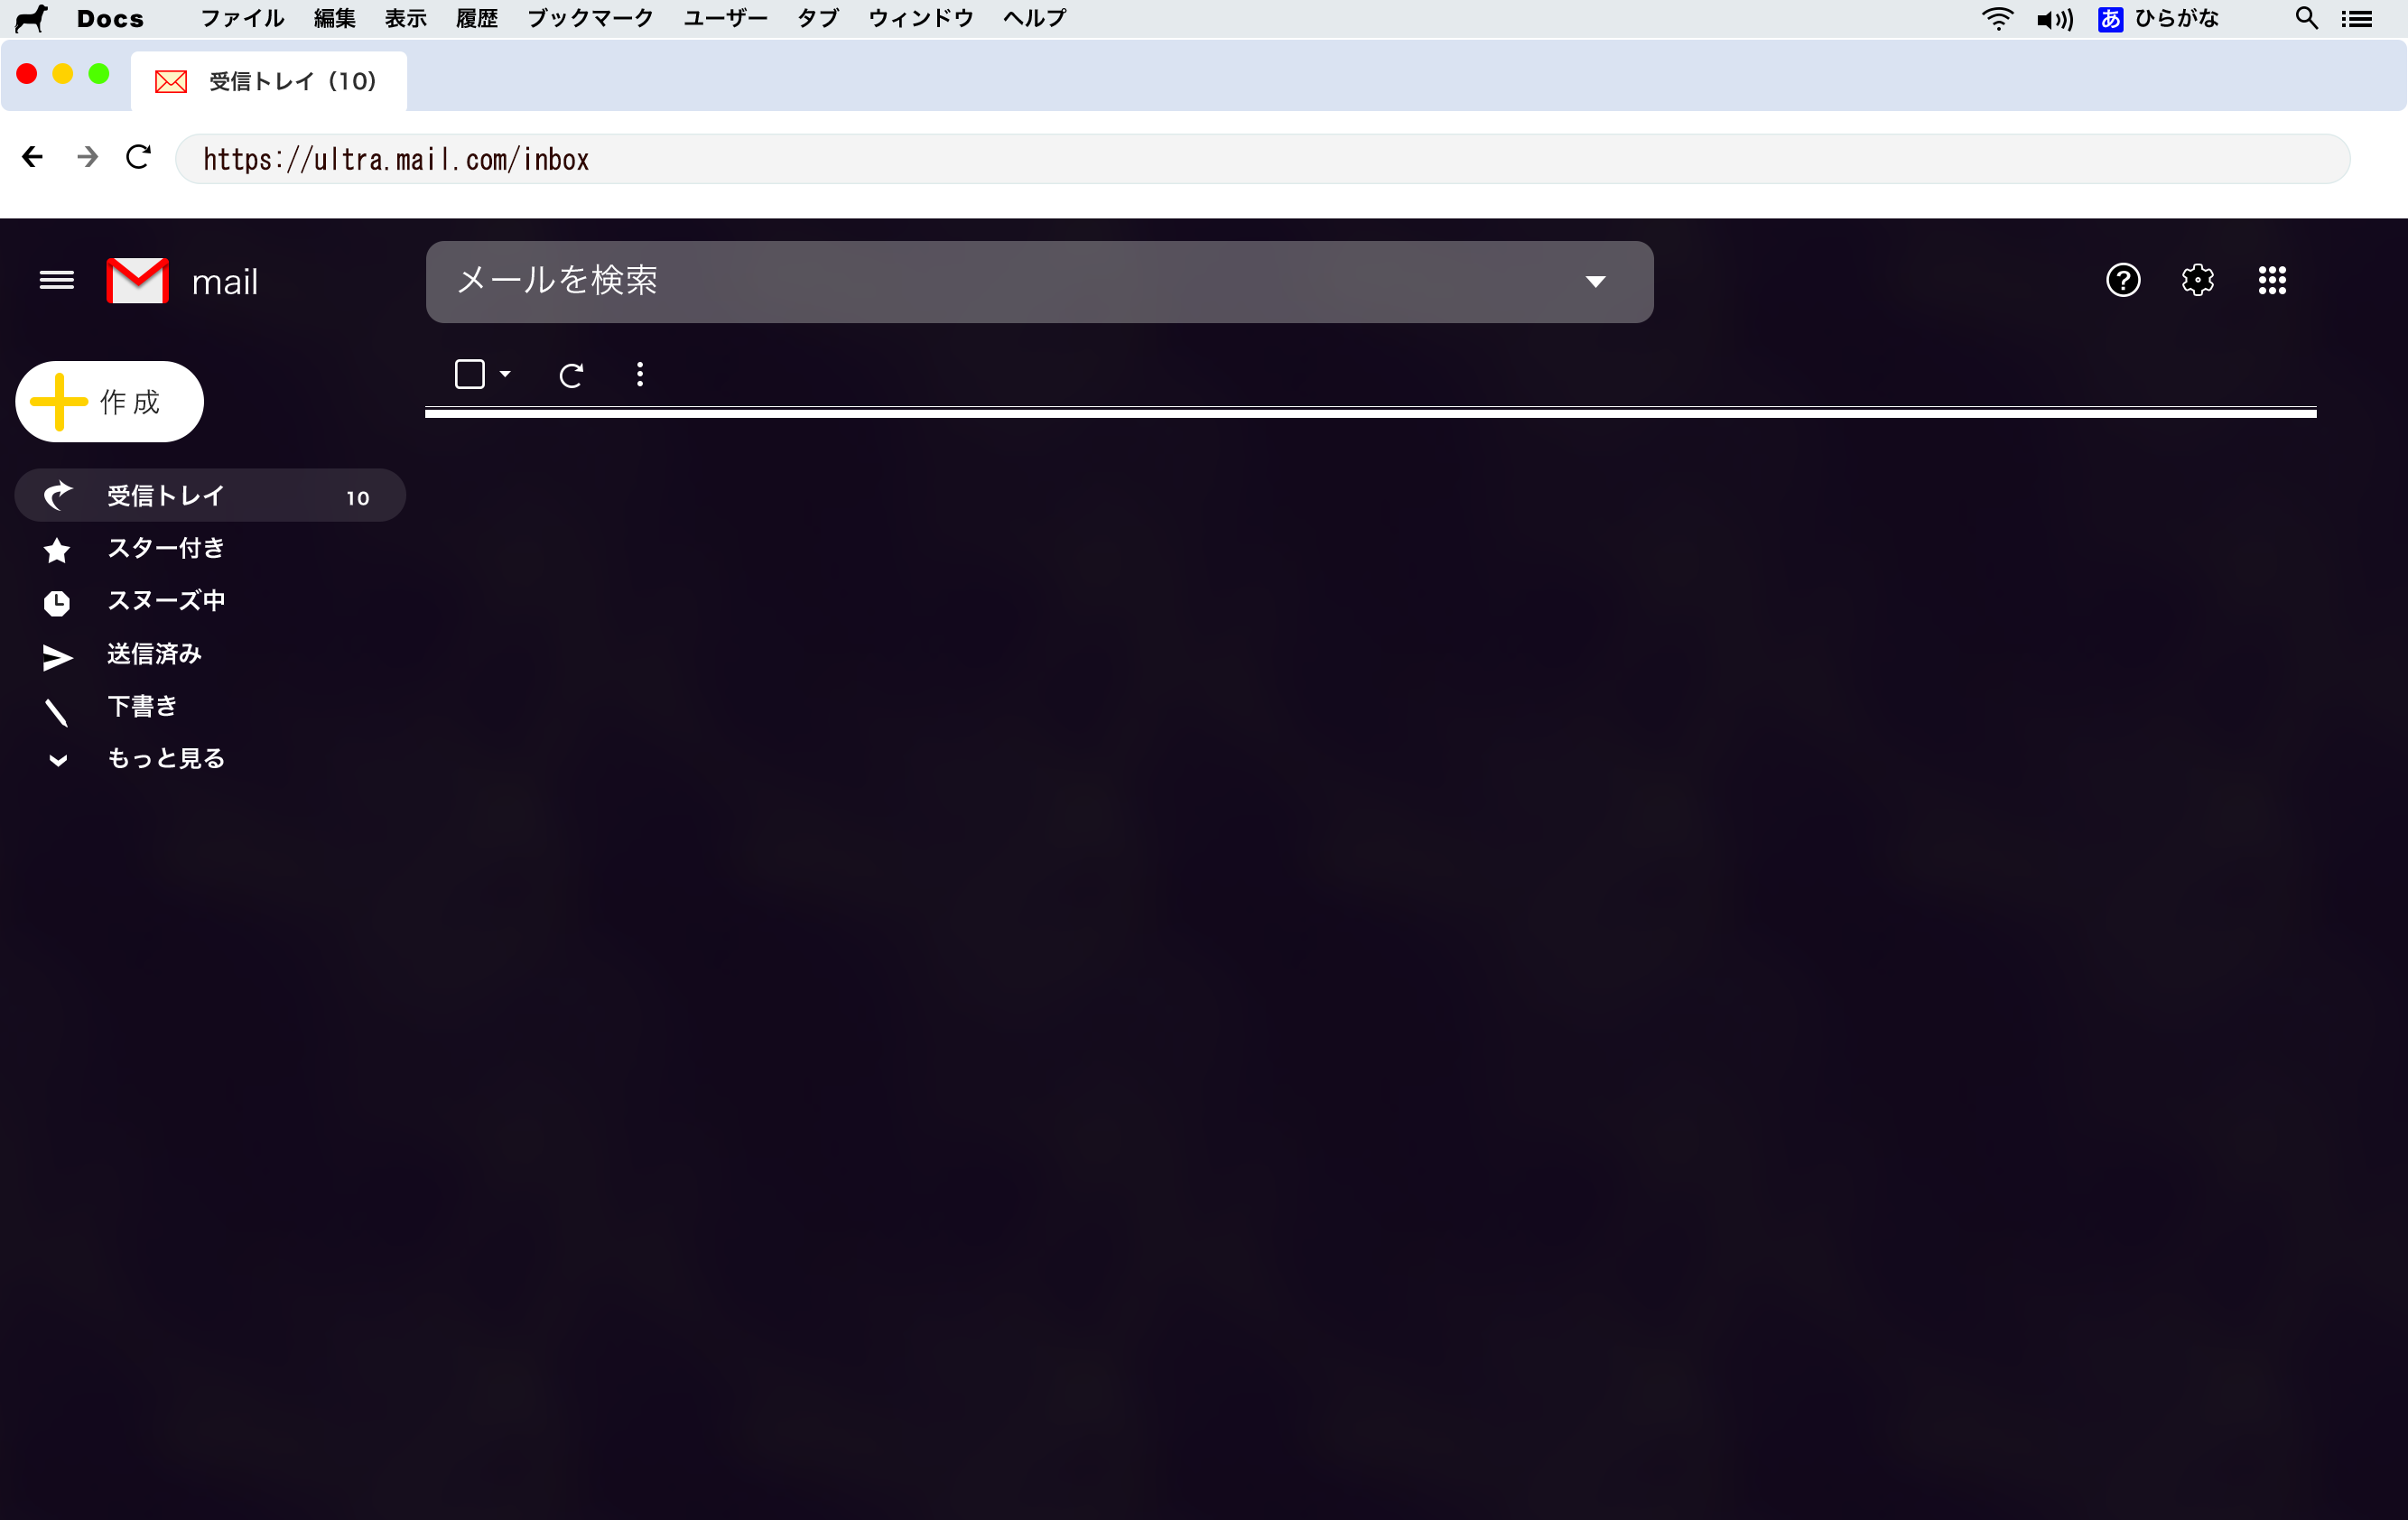 Docs ファイル 編集 表示 履歴 ブックマーク ユーザー タブ ウィンドウ ヘルプ あ ひらがな
受信トレイ（10）
https://ultra.mail.com/inbox
mail メールを検索 ?
作成
受信トレイ 10
スター付き
スヌーズ中
送信済み
下書き
もっと見る